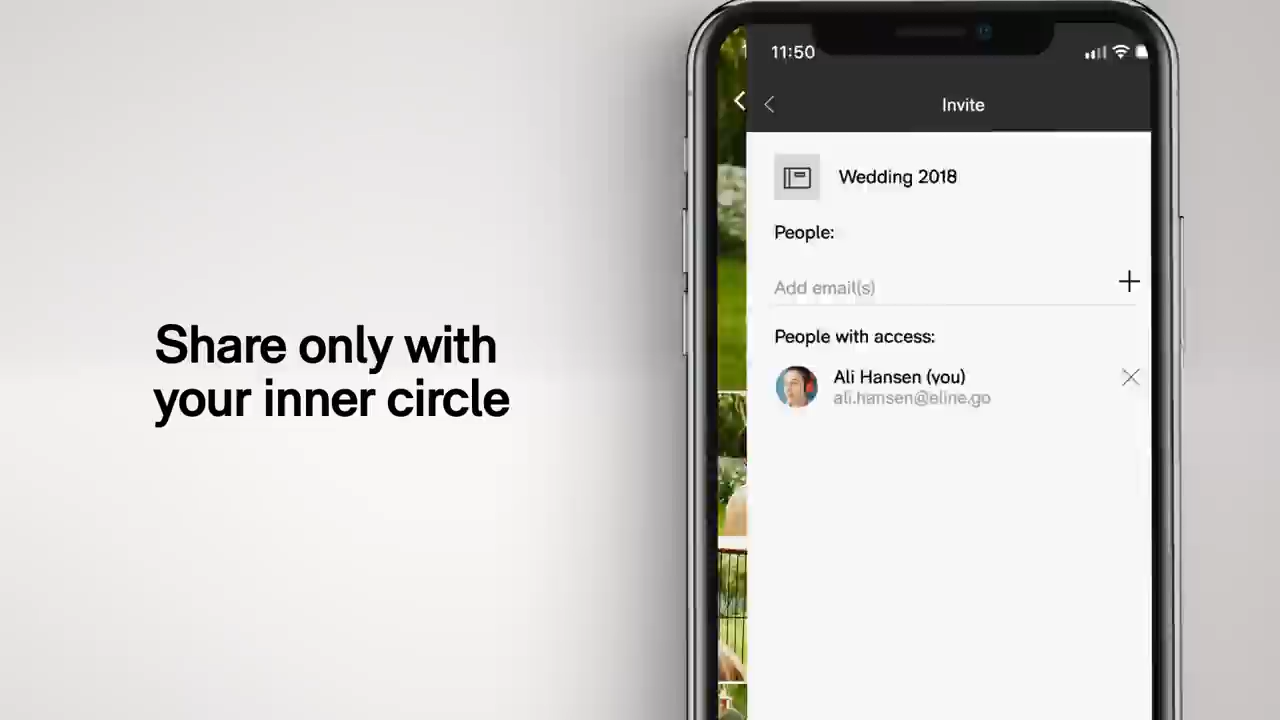 Share only with
your inner circle
11:50
Invite
Wedding 2018
People:
Add email(s)
People with access:
Ali Hansen (you)
ali.hansen@eline.go